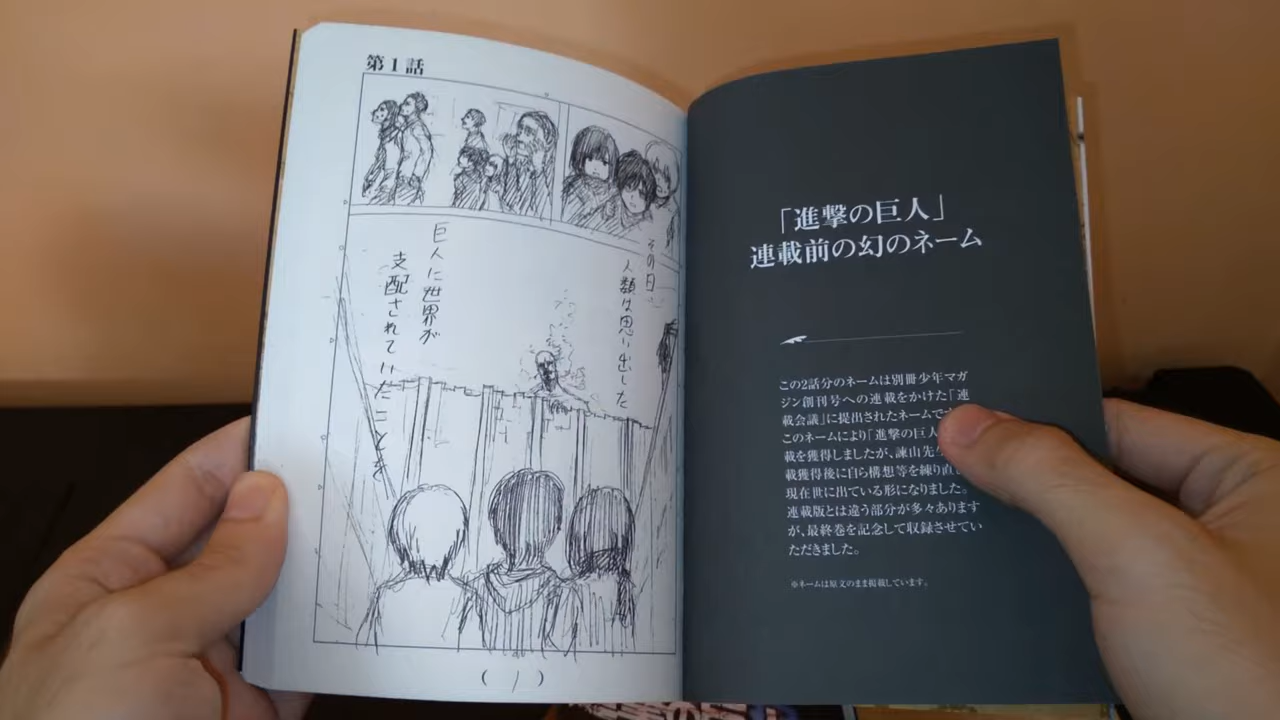 「進撃の巨人」
連載前の幻のネーム
この2話分のネームは別冊少年マガ
ジン創刊号への連載をかけた「連
載会議」に提出されたネームで
このネームにより「進撃の巨人
載を獲得しましたが、諫山先
載獲得後に自ら構想等を練り直
現在世に出ている形になりました。
連載版とは違う部分が多々あります
が、最終巻を記念して収録させてい
ただきました。
※ネームは原文のまま掲載しています。
第1話
その日
人類は思い出した
巨人に世界が
支配されていたことを
(1)